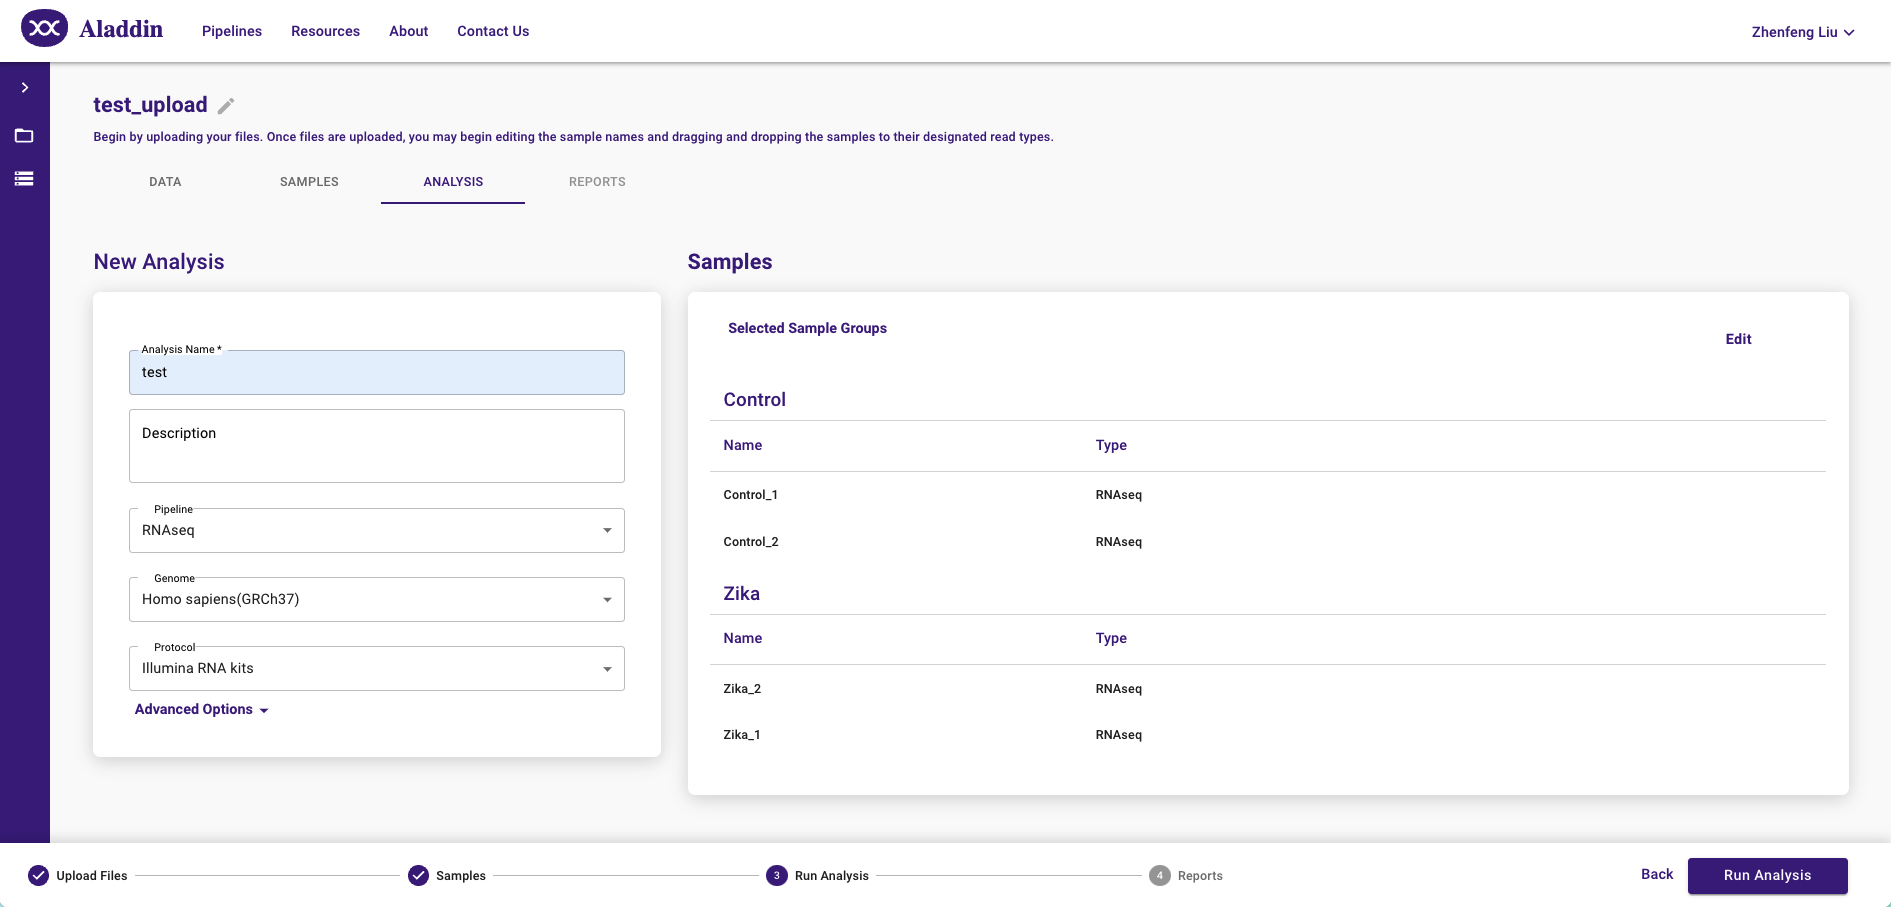 Aladdin
Pipelines Resources About Contact Us
Zhenfeng Liu
test_upload
Begin by uploading your files. Once files are uploaded, you may begin editing the sample names and dragging and dropping the samples to their designated read types.
DATA SAMPLES ANALYSIS REPORTS
New Analysis
Analysis Name *
test
Description
Pipeline
RNAseq
Genome
Homo sapiens(GRCh37)
Protocol
Illumina RNA kits
Advanced Options
Samples
Selected Sample Groups
Edit
Control
Name Type
Control_1 RNAseq
Control_2 RNAseq
Zika
Name Type
Zika_2 RNAseq
Zika_1 RNAseq
Upload Files Samples 3 Run Analysis 4 Reports
Back Run Analysis